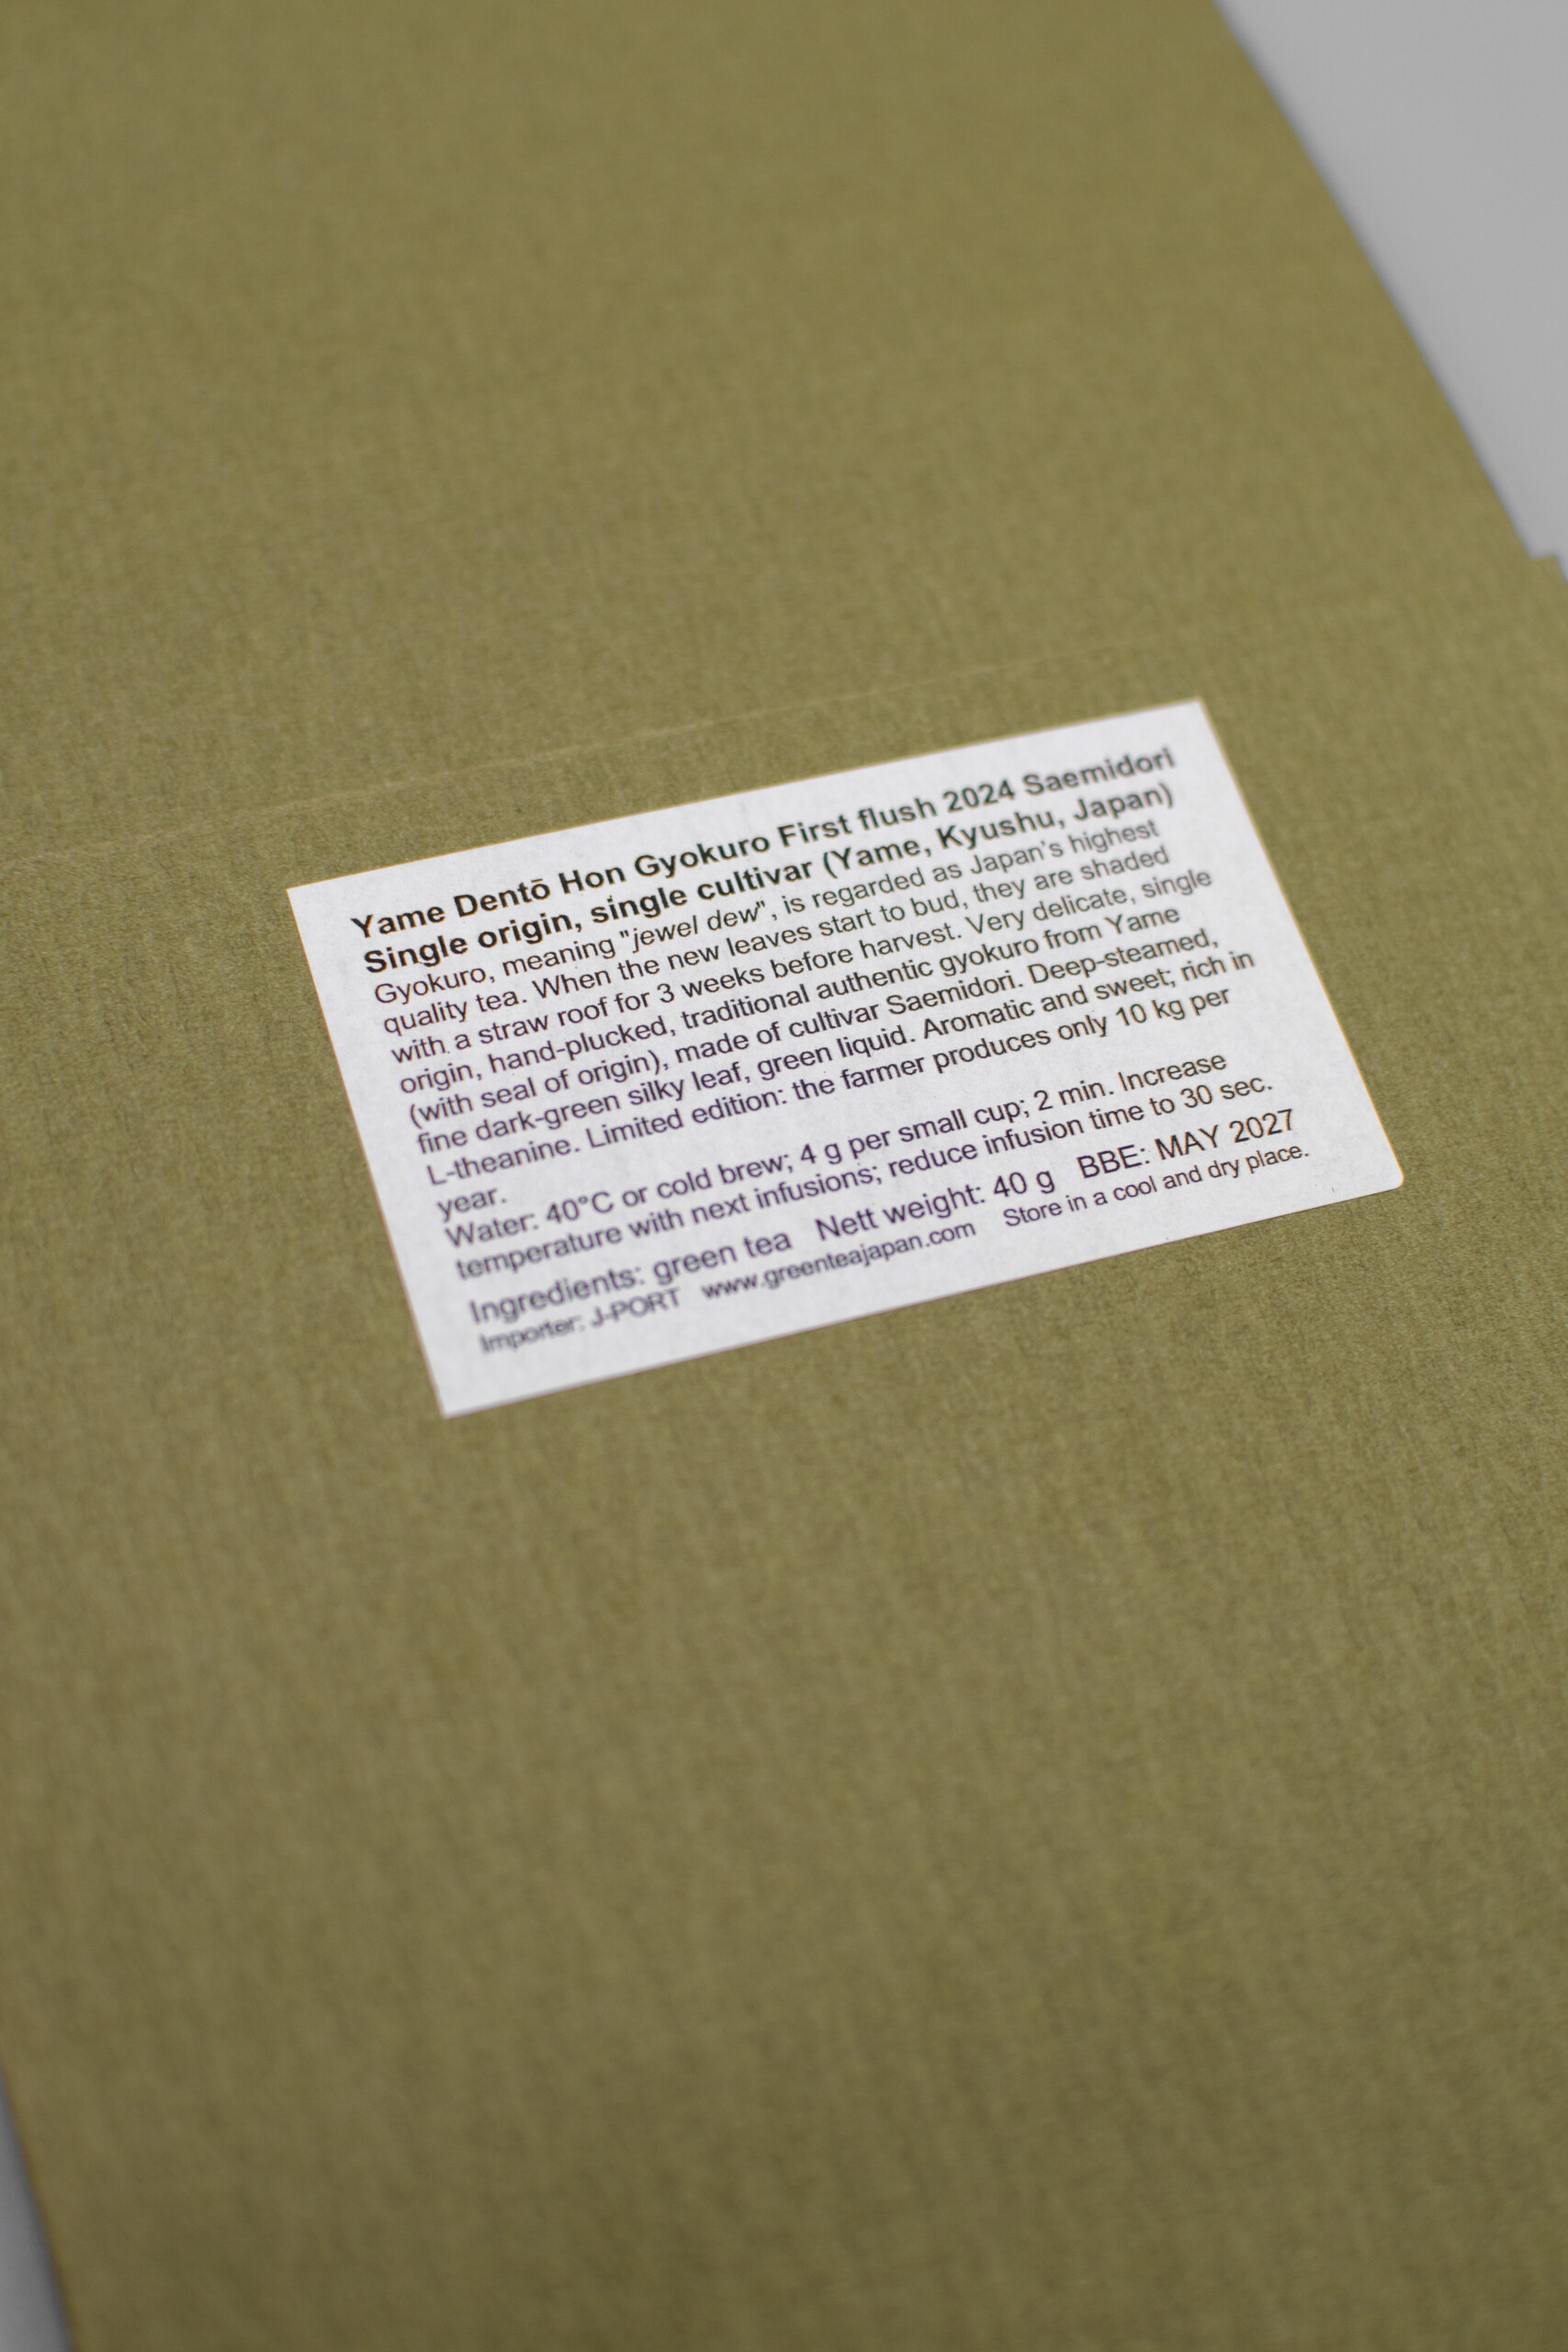 Yame Dentō Hon Gyokuro First flush 2024 Saemidori
Single origin, single cultivar (Yame, Kyushu, Japan)
Gyokuro, meaning "jewel dew", is regarded as Japan's highest
quality tea. When the new leaves start to bud, they are shaded
with a straw roof for 3 weeks before harvest. Very delicate, single
origin, hand-plucked, traditional authentic gyokuro from Yame
(with seal of origin), made of cultivar Saemidori. Deep-steamed,
fine dark-green silky leaf, green liquid. Aromatic and sweet; rich in
L-theanine. Limited edition: the farmer produces only 10 kg per
year.
Water: 40°C or cold brew; 4 g per small cup; 2 min. Increase
temperature with next infusions; reduce infusion time to 30 sec.
Ingredients: green tea Nett weight: 40 g BBE: MAY 2027
Importer: J-PORT www.greenteajapan.com Store in a cool and dry place.